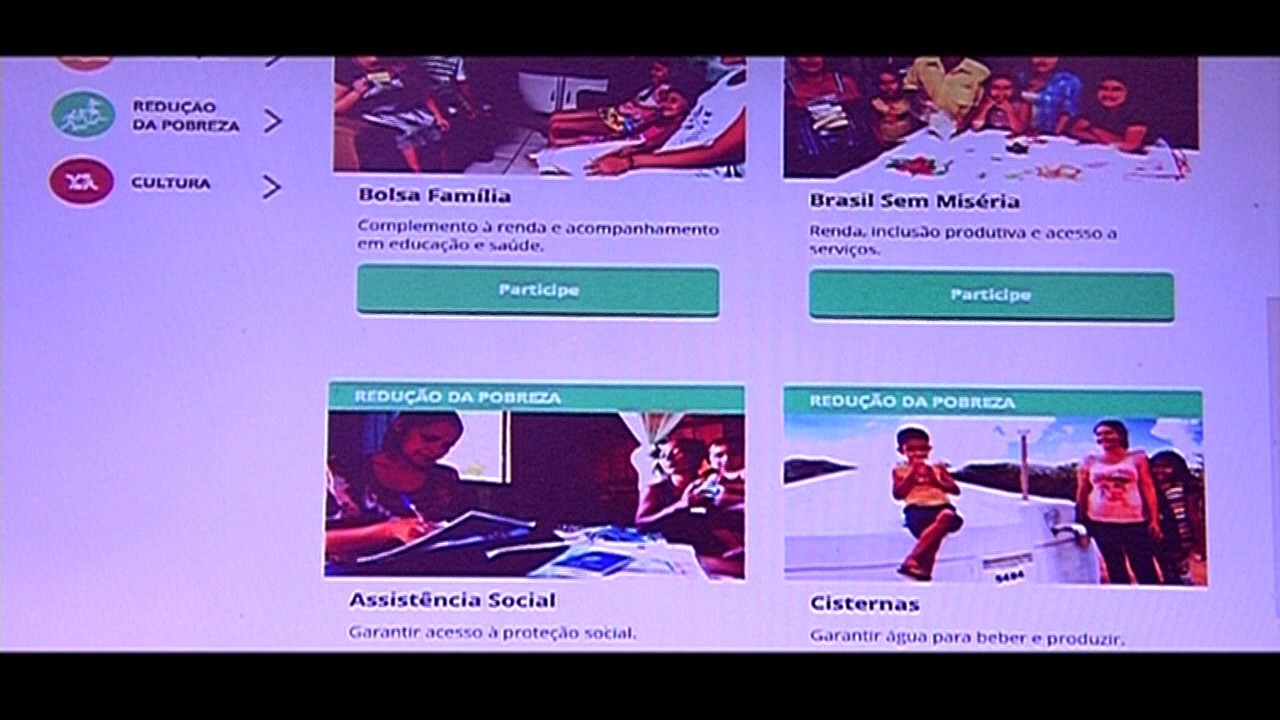 REDUÇÃO
DA POBREZA
CULTURA
Bolsa Família
Complemento à renda e acompanhamento
em educação e saúde.
Participe
Brasil Sem Miséria
Renda, inclusão produtiva e acesso a
serviços.
Participe
REDUÇÃO DA POBREZA
Assistência Social
Garantir acesso à proteção social.
REDUÇÃO DA POBREZA
Cisternas
Garantir água para beber e produzir.